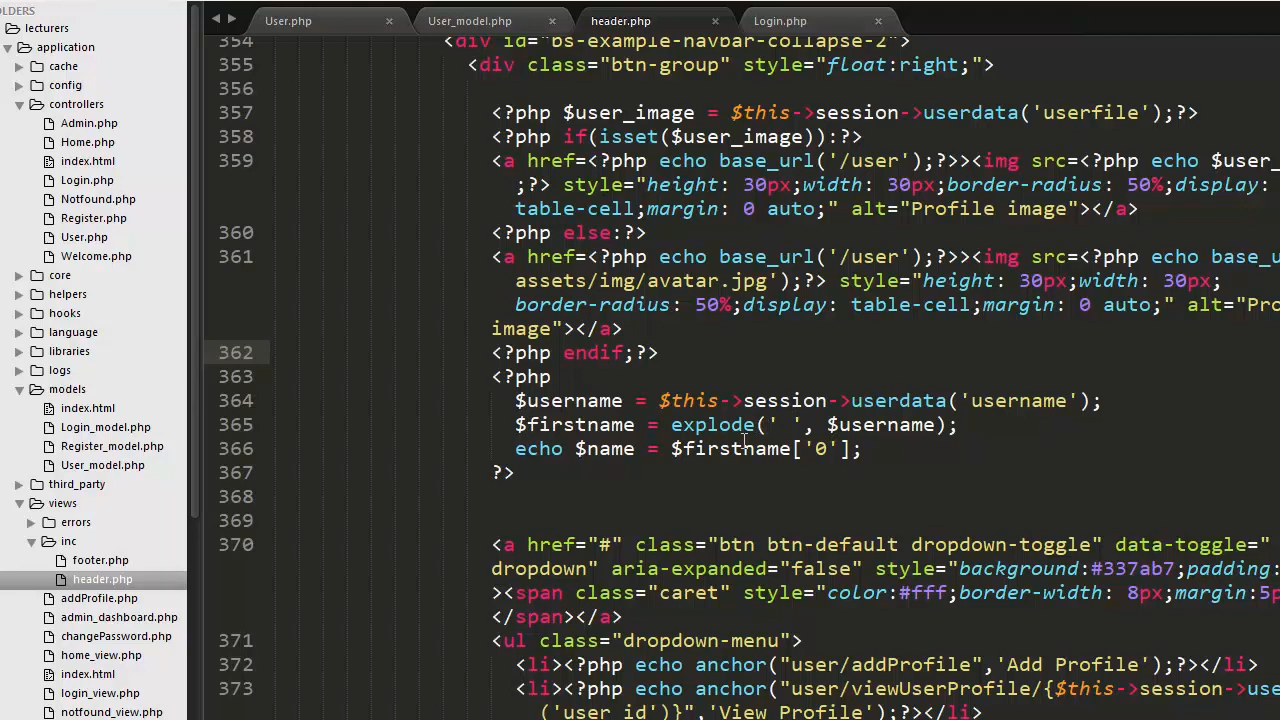 OLDERS
lecturers
application
cache
config
controllers
Admin.php
Home.php
index.html
Login.php
Notfound.php
Register.php
User.php
Welcome.php
core
helpers
hooks
language
libraries
logs
models
index.html
Login_model.php
Register_model.php
User_model.php
third_party
views
errors
inc
footer.php
header.php
addProfile.php
admin_dashboard.php
changePassword.php
home_view.php
index.html
login_view.php
notfound_view.php
User.php × User_model.php × header.php × Login.php ×
354 <div id="bs-example-navbar-collapse-2">
355 <div class="btn-group" style="float:right;">
356
357 <?php $user_image = $this->session->userdata('userfile');?>
358 <?php if(isset($user_image)):?>
359 <a href=<?php echo base_url('/user');?>><img src=<?php echo $user_
;?> style="height: 30px;width: 30px;border-radius: 50%;display:
table-cell;margin: 0 auto;" alt="Profile image"></a>
360 <?php else:?>
361 <a href=<?php echo base_url('/user');?>><img src=<?php echo base_u
assets/img/avatar.jpg');?> style="height: 30px;width: 30px;
border-radius: 50%;display: table-cell;margin: 0 auto;" alt="Pro
image"></a>
362 <?php endif;?>
363 <?php
364 $username = $this->session->userdata('username');
365 $firstname = explode(' ', $username);
366 echo $name = $firstname['0'];
367 ?>
368
369
370 <a href="#" class="btn btn-default dropdown-toggle" data-toggle="
dropdown" aria-expanded="false" style="background:#337ab7;padding:
><span class="caret" style="color:#fff;border-width: 8px;margin:5p
</span></a>
371 <ul class="dropdown-menu">
372 <li><?php echo anchor("user/addProfile",'Add Profile');?></li>
373 <li><?php echo anchor("user/viewUserProfile/{$this->session->use
('user_id')}",'View Profile');?></li>